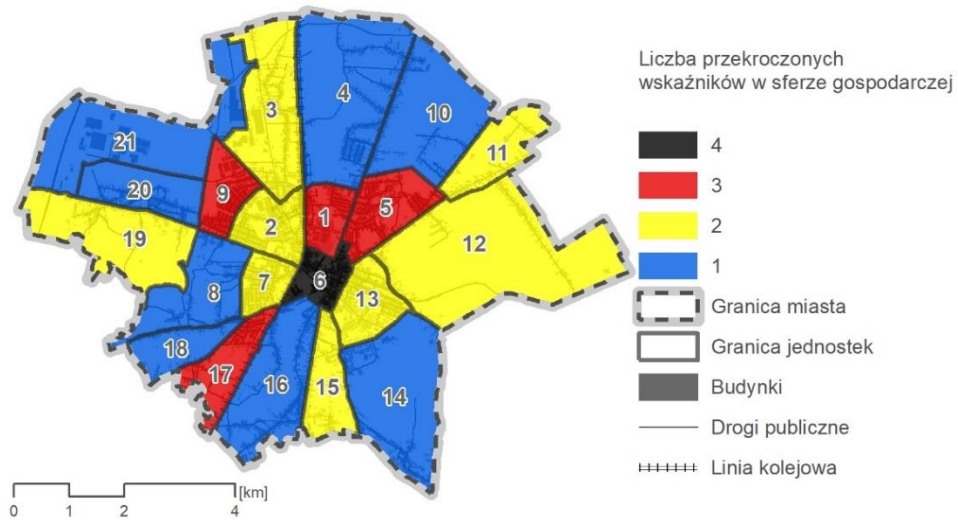 Liczba przekroczonych
wskaźników w sferze gospodarczej
4
3
2
1
Granica miasta
Granica jednostek
Budynki
Drogi publiczne
Linia kolejowa
3
4
10
21
11
20
9
1
5
2
19
12
6
8
7
13
18
17
16
15
14
[km]
0 1 2 4